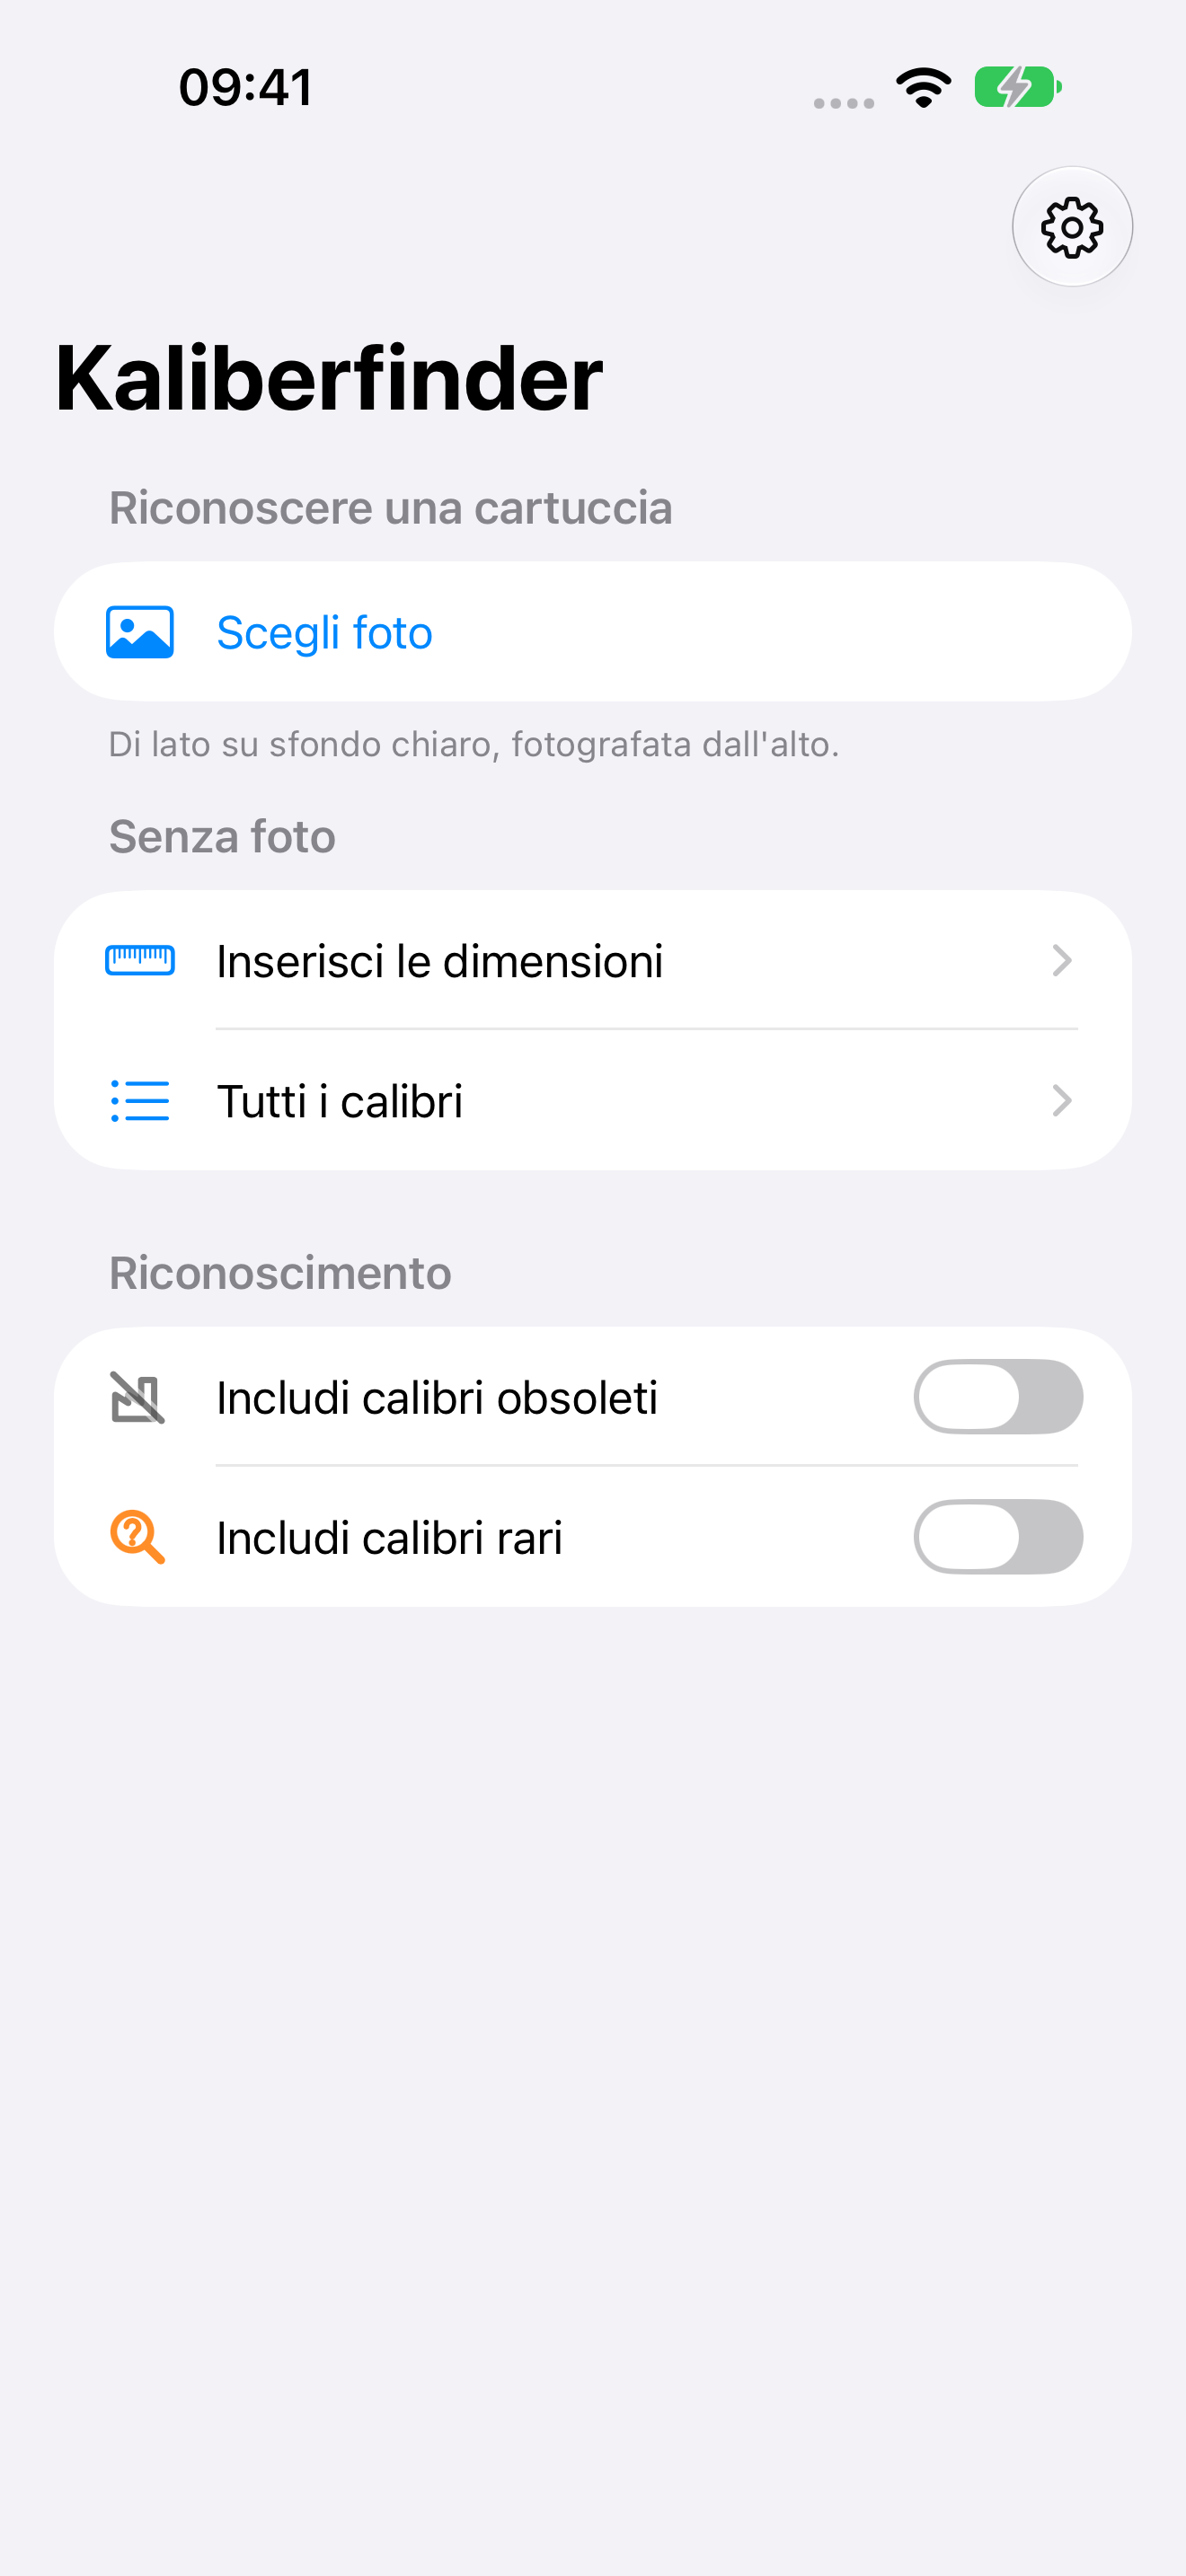 09:41
Kaliberfinder
Riconoscere una cartuccia
Scegli foto
Di lato su sfondo chiaro, fotografata dall'alto.
Senza foto
Inserisci le dimensioni
Tutti i calibri
Riconoscimento
Includi calibri obsoleti
Includi calibri rari